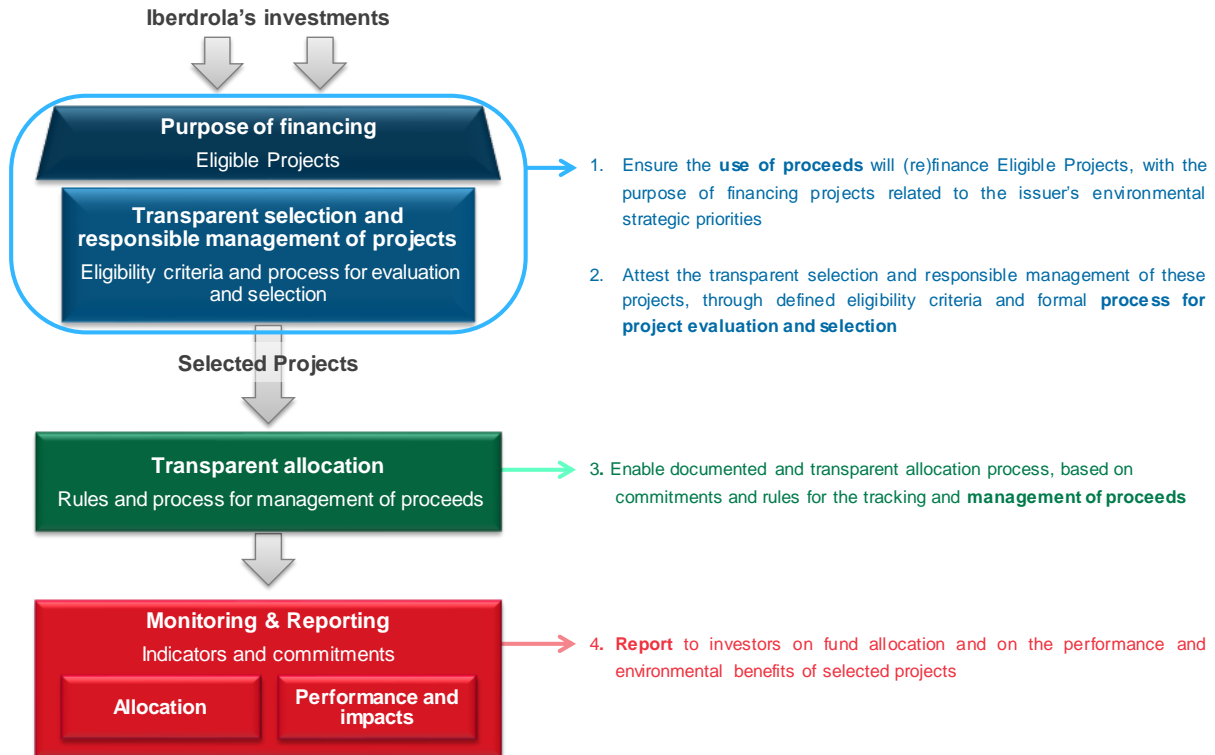 Iberdrola's investments
Purpose of financing
Eligible Projects
Transparent selection and
responsible management of projects
Eligibility criteria and process for evaluation
and selection
1. Ensure the use of proceeds will (re)finance Eligible Projects, with the
purpose of financing projects related to the issuer's environmental
strategic priorities
2. Attest the transparent selection and responsible management of these
projects, through defined eligibility criteria and formal process for
project evaluation and selection
Selected Projects
Transparent allocation
Rules and process for management of proceeds
3. Enable documented and transparent allocation process, based on
commitments and rules for the tracking and management of proceeds
Monitoring & Reporting
Indicators and commitments
Allocation
Performance and
impacts
4. Report to investors on fund allocation and on the performance and
environmental benefits of selected projects